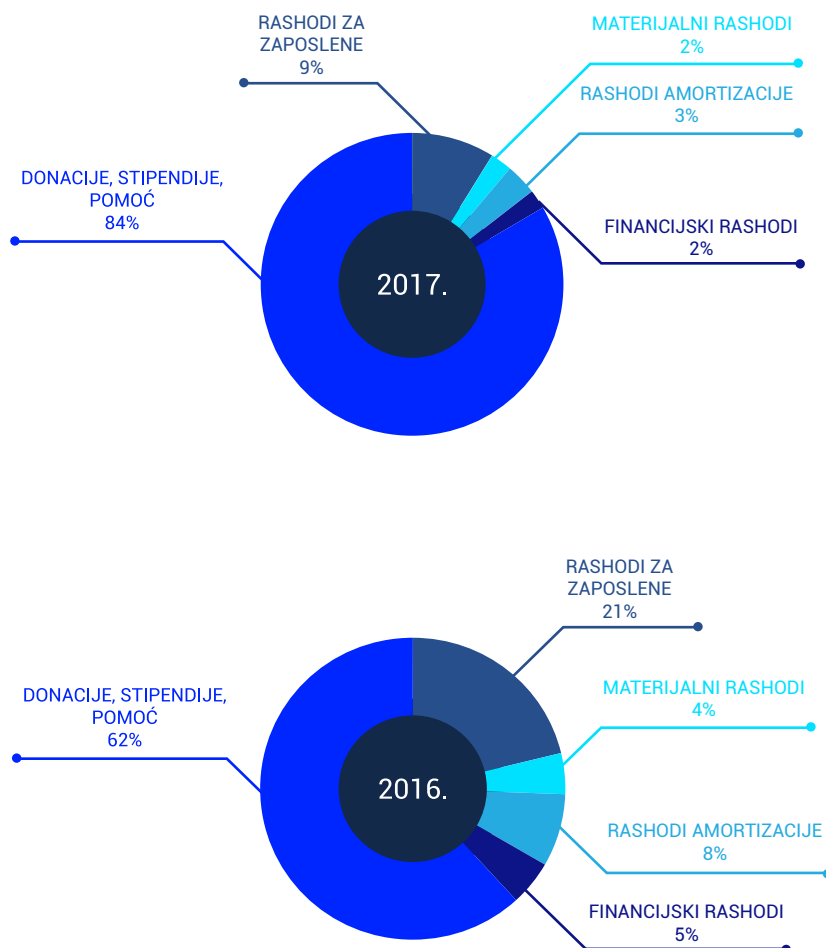 RASHODI ZA
ZAPOSLENE
9%
MATERIJALNI RASHODI
2%
RASHODI AMORTIZACIJE
3%
DONACIJE, STIPENDIJE,
POMOĆ
84%
FINANCIJSKI RASHODI
2%
2017.
RASHODI ZA
ZAPOSLENE
21%
DONACIJE, STIPENDIJE,
POMOĆ
62%
MATERIJALNI RASHODI
4%
2016.
RASHODI AMORTIZACIJE
8%
FINANCIJSKI RASHODI
5%